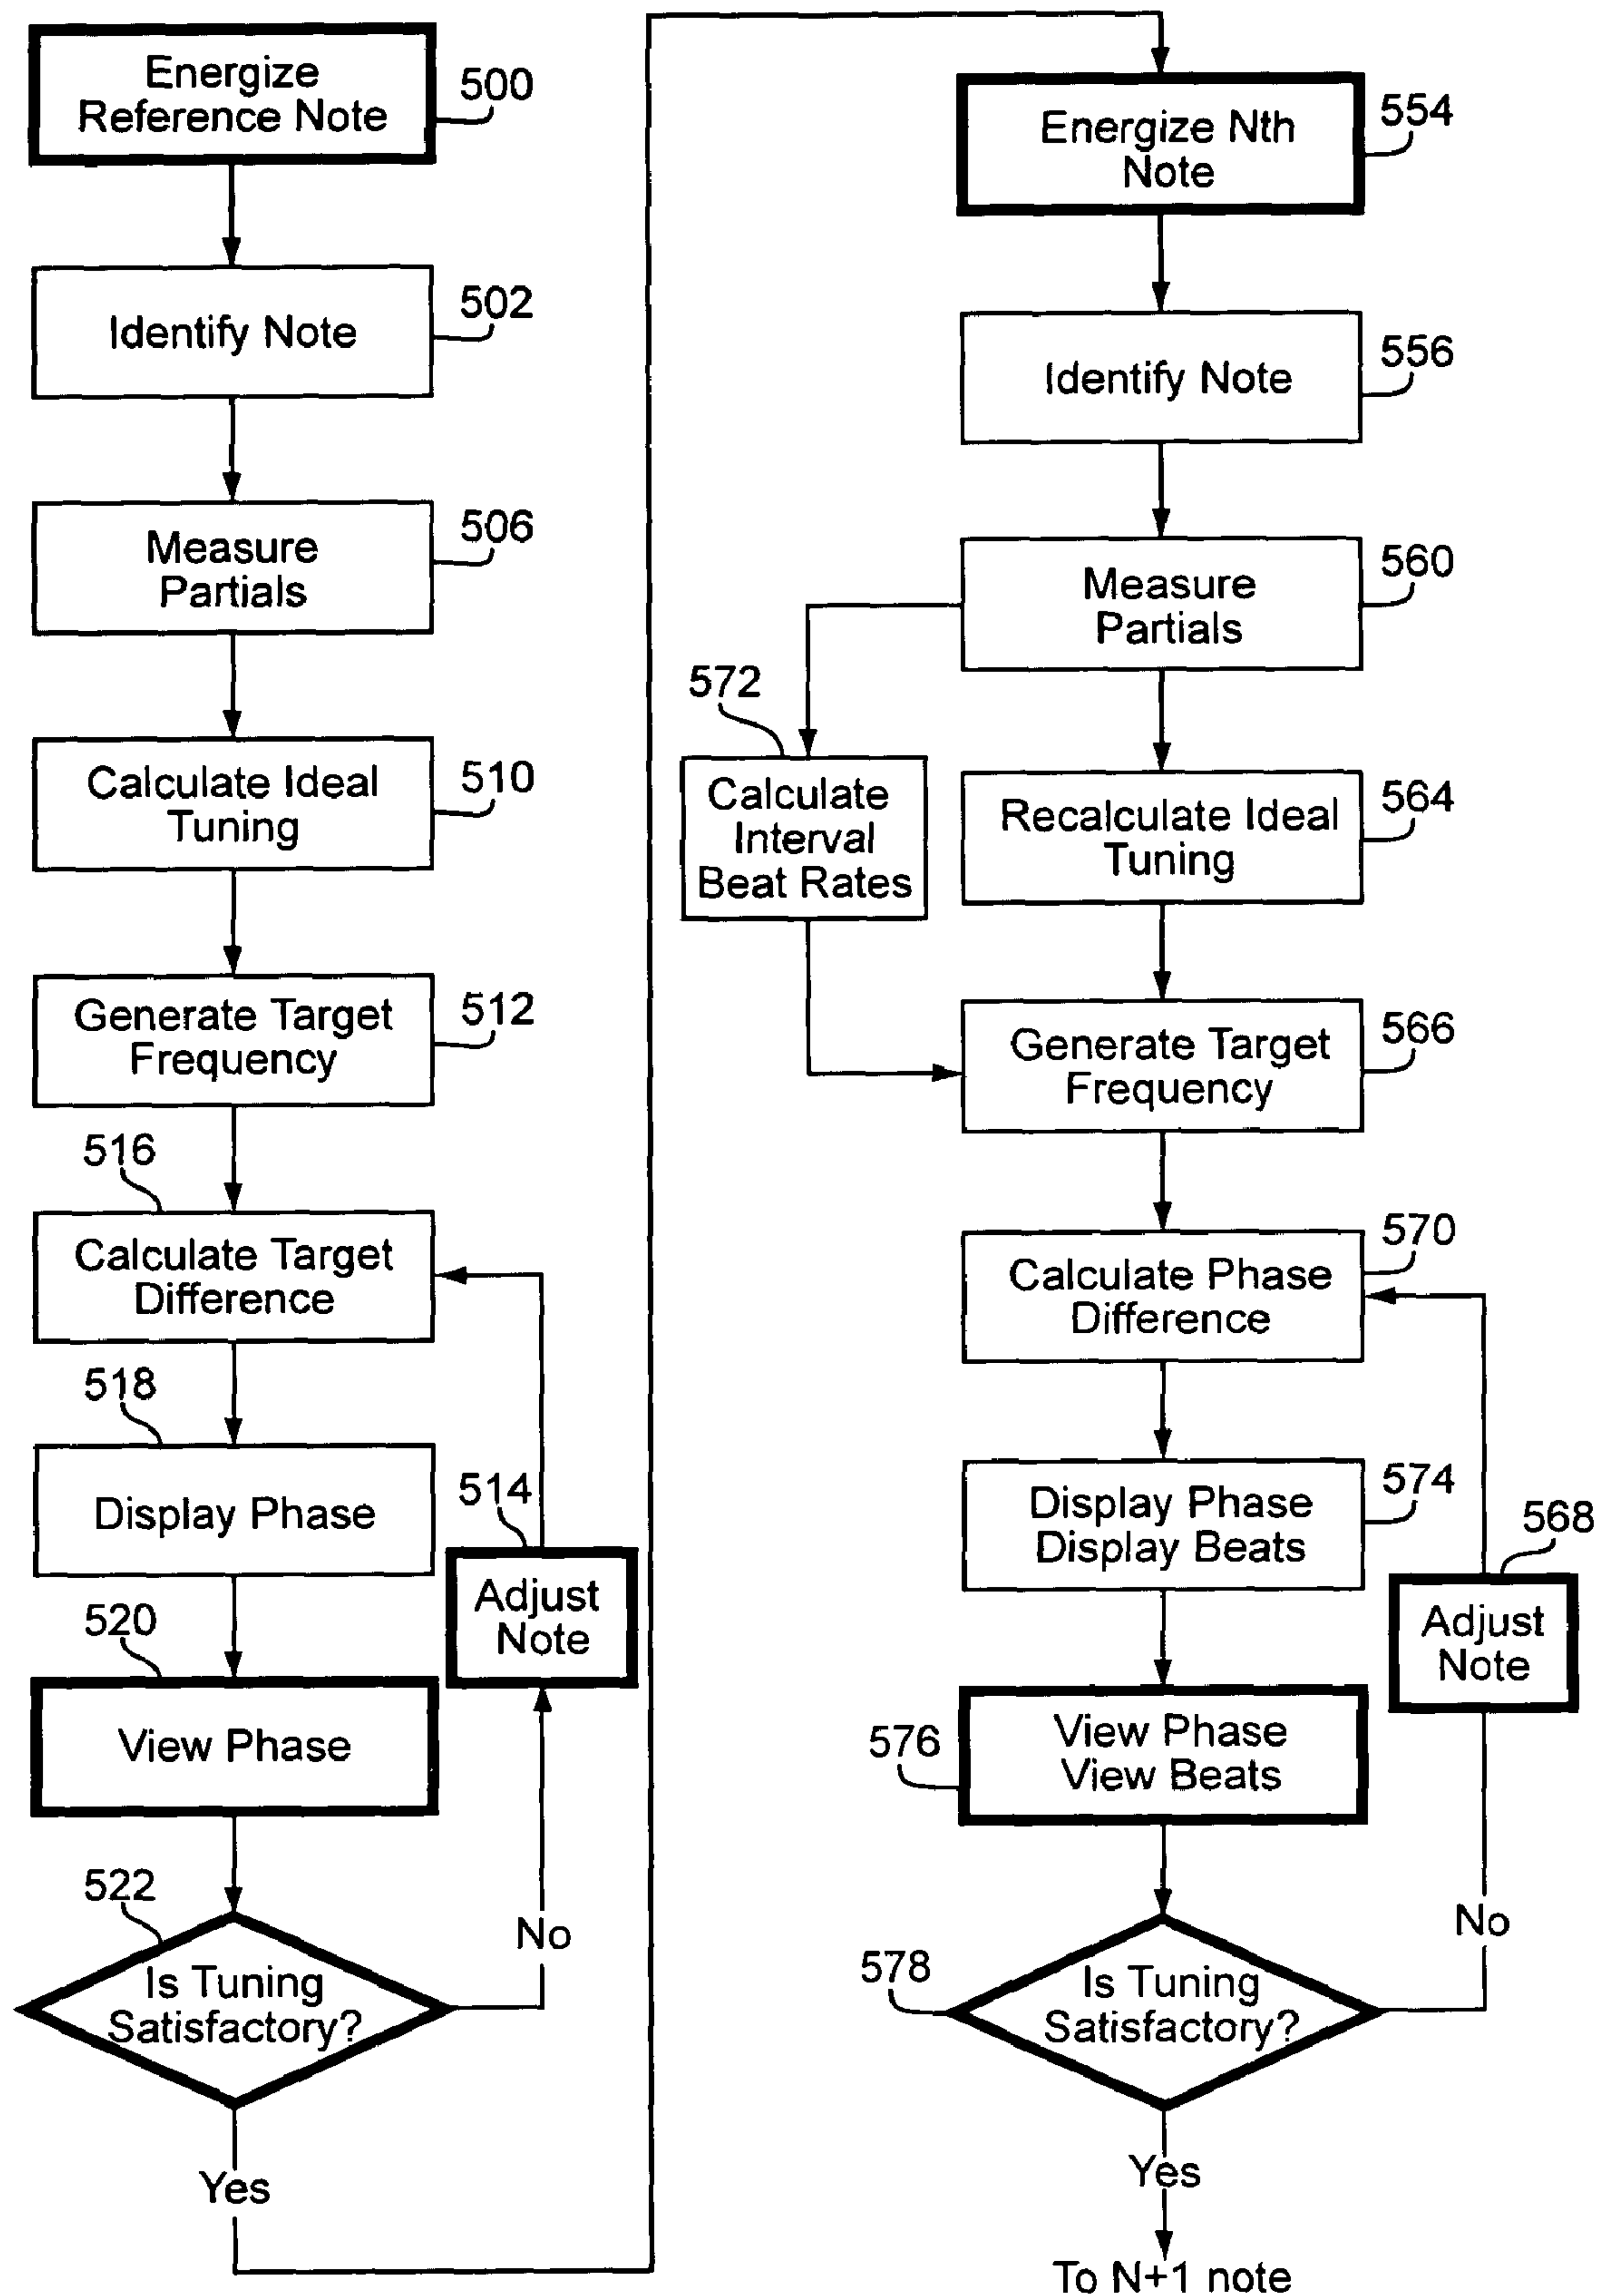 Energize
Reference Note
500
Identify Note
502
Measure
Partials
506
Calculate Ideal
Tuning
510
Generate Target
Frequency
512
516
Calculate Target
Difference
518
Display Phase
514
Adjust
Note
520
View Phase
522
Is Tuning
Satisfactory?
No
Yes
Energize Nth
Note
554
Identify Note
556
Measure
Partials
560
572
Calculate
Interval
Beat Rates
Recalculate Ideal
Tuning
564
Generate Target
Frequency
566
Calculate Phase
Difference
570
Display Phase
Display Beats
574
568
Adjust
Note
View Phase
View Beats
576
Is Tuning
Satisfactory?
578
No
Yes
To N+1 note